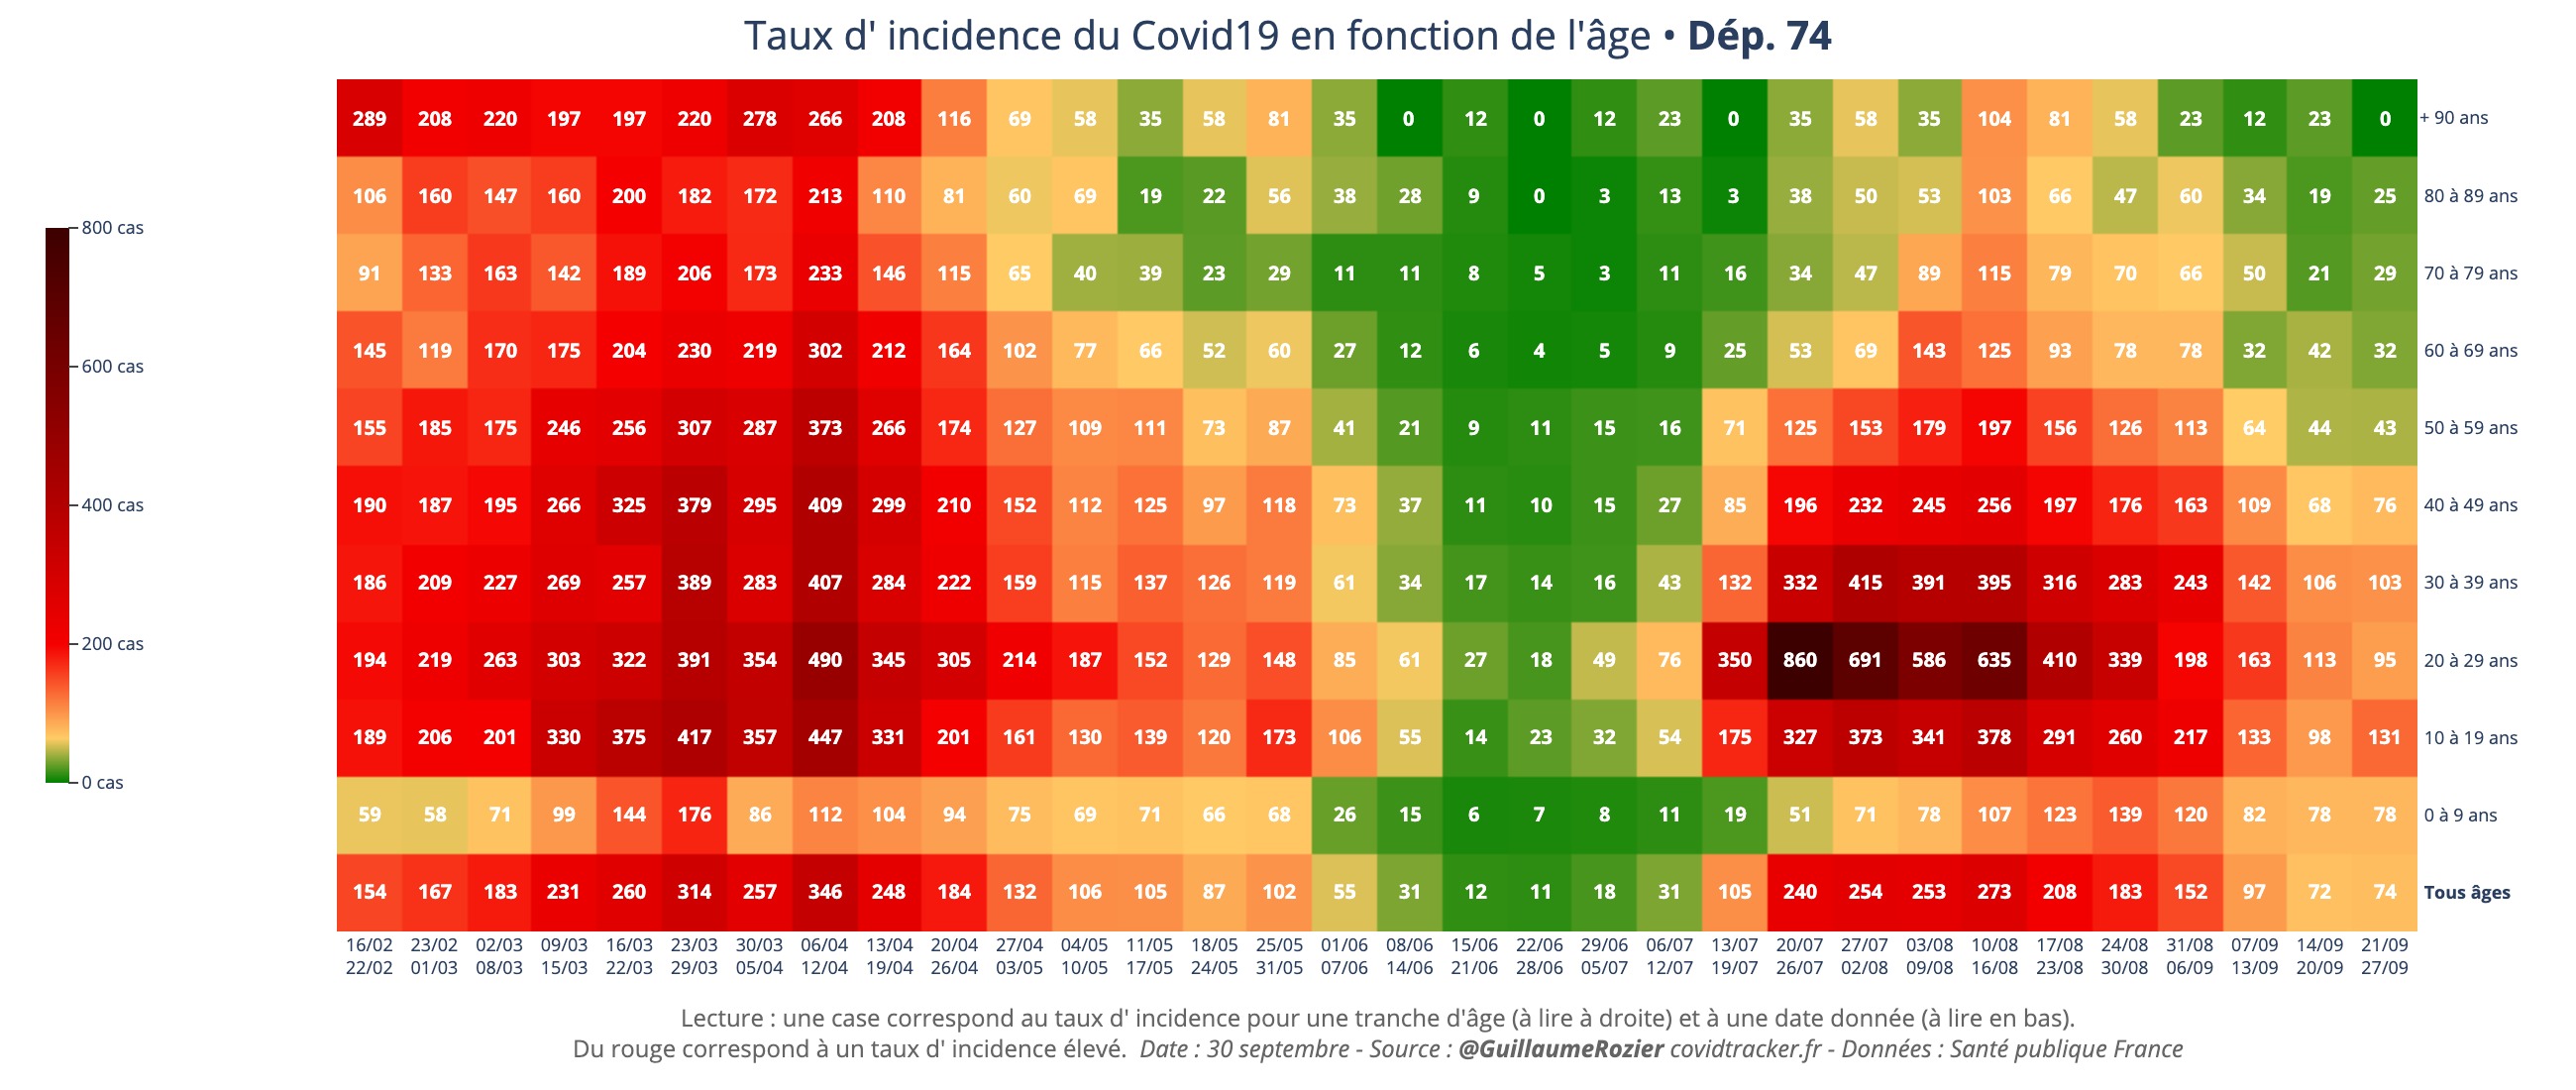 Taux d' incidence du Covid19 en fonction de l'âge • Dép. 74
289 208 220 197 197 220 278 266 208 116 69 58 35 58 81 35 0 12 0 12 23 0 35 58 35 104 81 58 23 12 23 0 + 90 ans
106 160 147 160 200 182 172 213 110 81 60 69 19 22 56 38 28 9 0 3 13 3 38 50 53 103 66 47 60 34 19 25 80 à 89 ans
91 133 163 142 189 206 173 233 146 115 65 40 39 23 29 11 11 8 5 3 11 16 34 47 89 115 79 70 66 50 21 29 70 à 79 ans
145 119 170 175 204 230 219 302 212 164 102 77 66 52 60 27 12 6 4 5 9 25 53 69 143 125 93 78 78 32 42 32 60 à 69 ans
155 185 175 246 256 307 287 373 266 174 127 109 111 73 87 41 21 9 11 15 16 71 125 153 179 197 156 126 113 64 44 43 50 à 59 ans
190 187 195 266 325 379 295 409 299 210 152 112 125 97 118 73 37 11 10 15 27 85 196 232 245 256 197 176 163 109 68 76 40 à 49 ans
186 209 227 269 257 389 283 407 284 222 159 115 137 126 119 61 34 17 14 16 43 132 332 415 391 395 316 283 243 142 106 103 30 à 39 ans
194 219 263 303 322 391 354 490 345 305 214 187 152 129 148 85 61 27 18 49 76 350 860 691 586 635 410 339 198 163 113 95 20 à 29 ans
189 206 201 330 375 417 357 447 331 201 161 130 139 120 173 106 55 14 23 32 54 175 327 373 341 378 291 260 217 133 98 131 10 à 19 ans
59 58 71 99 144 176 86 112 104 94 75 69 71 66 68 26 15 6 7 8 11 19 51 71 78 107 123 139 120 82 78 78 0 à 9 ans
154 167 183 231 260 314 257 346 248 184 132 106 105 87 102 55 31 12 11 18 31 105 240 254 253 273 208 183 152 97 72 74 Tous âges
16/02 23/02 02/03 09/03 16/03 23/03 30/03 06/04 13/04 20/04 27/04 04/05 11/05 18/05 25/05 01/06 08/06 15/06 22/06 29/06 06/07 13/07 20/07 27/07 03/08 10/08 17/08 24/08 31/08 07/09 14/09 21/09
22/02 01/03 08/03 15/03 22/03 29/03 05/04 12/04 19/04 26/04 03/05 10/05 17/05 24/05 31/05 07/06 14/06 21/06 28/06 05/07 12/07 19/07 26/07 02/08 09/08 16/08 23/08 30/08 06/09 13/09 20/09 27/09
800 cas
600 cas
400 cas
200 cas
0 cas
Lecture : une case correspond au taux d' incidence pour une tranche d'âge (à lire à droite) et à une date donnée (à lire en bas).
Du rouge correspond à un taux d' incidence élevé. Date : 30 septembre - Source : @GuillaumeRozier covidtracker.fr - Données : Santé publique France